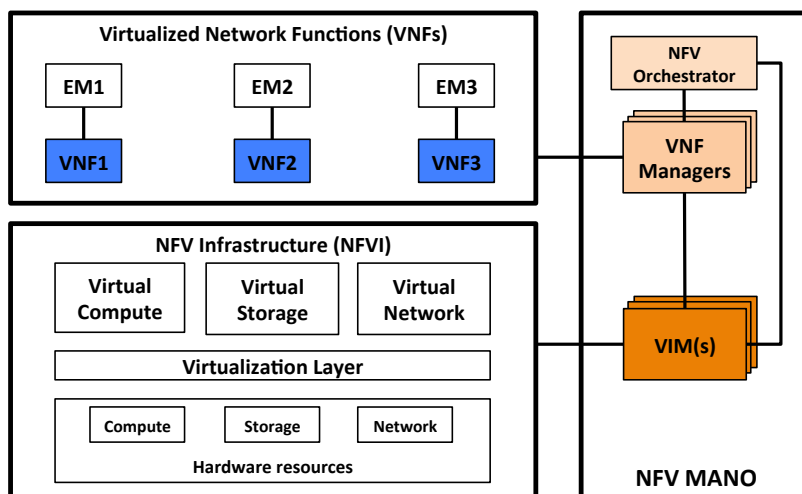 Virtualized Network Functions (VNFs)
EM1
EM2
EM3
VNF1
VNF2
VNF3
NFV Infrastructure (NFVI)
Virtual
Compute
Virtual
Storage
Virtual
Network
Virtualization Layer
Compute
Storage
Network
Hardware resources
NFV
Orchestrator
VNF
Managers
VIM(s)
NFV MANO